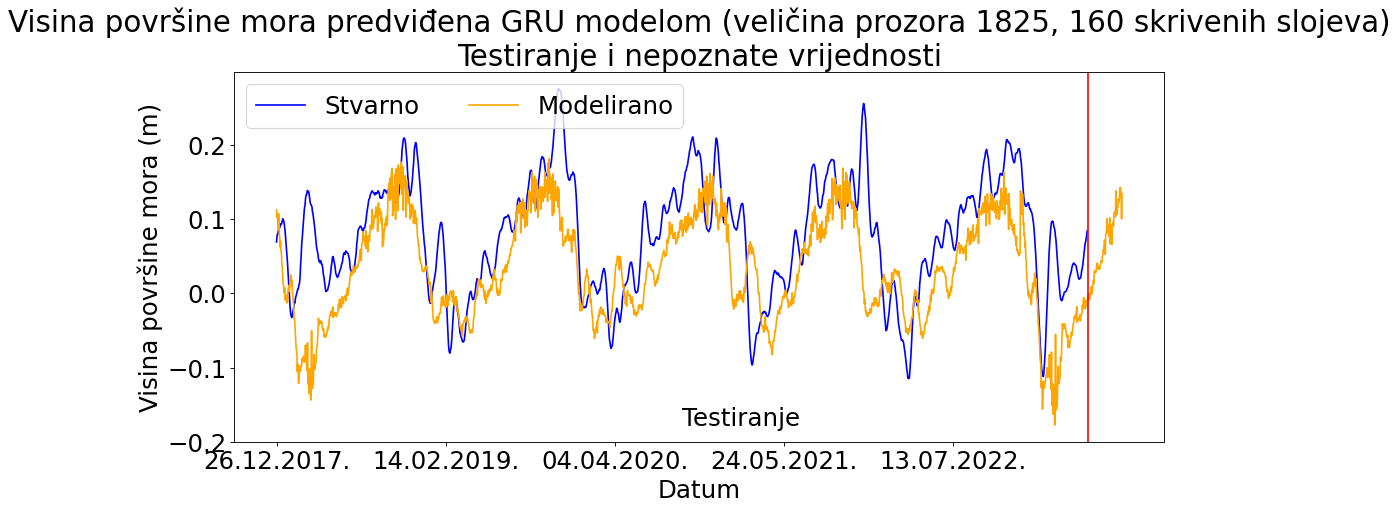 Visina površine mora predviđena GRU modelom (veličina prozora 1825, 160 skrivenih slojeva)
Testiranje i nepoznate vrijednosti
Stvarno
Modelirano
Visina površine mora (m)
0.2
0.1
0.0
−0.1
−0.2
Testiranje
26.12.2017.
14.02.2019.
04.04.2020.
24.05.2021.
13.07.2022.
Datum